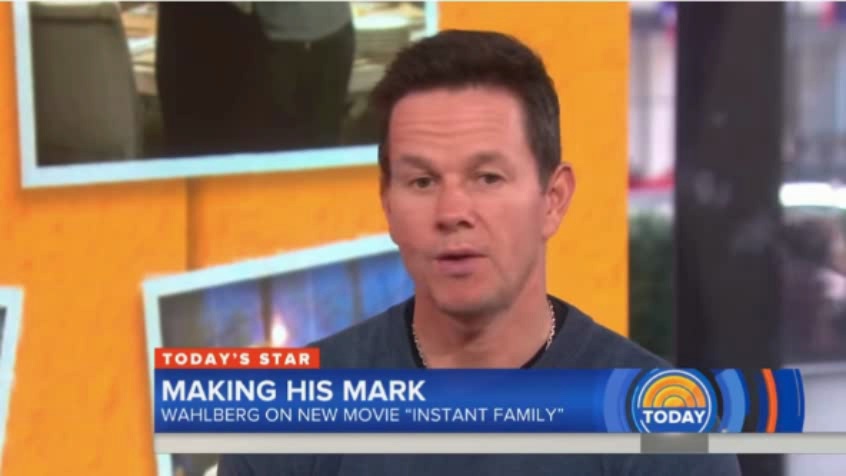 TODAY'S STAR
MAKING HIS MARK
WAHLBERG ON NEW MOVIE "INSTANT FAMILY"
TODAY